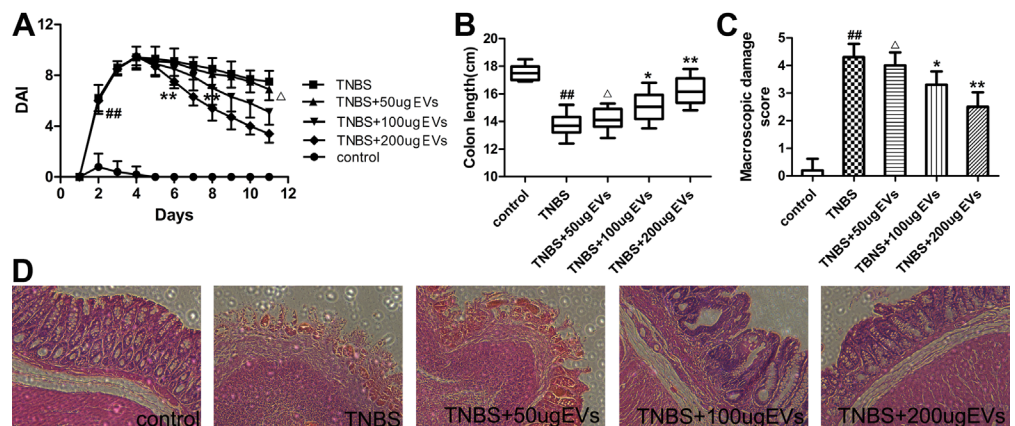 A
DAI
12
8
4
0
0
2
4
6
8
10
12
Days
##
**
**
△
TNBS
TNBS+50ugEVs
TNBS+100ugEVs
TNBS+200ugEVs
control
B
Colon length(cm)
20
18
16
14
12
10
##
△
*
**
control
TNBS
TNBS+50ugEVs
TNBS+100ugEVs
TNBS+200ugEVs
C
Macroscopic damage
score
5
4
3
2
1
0
##
△
*
**
control
TNBS
TNBS+50ugEVs
TBNS+100ugEVs
TNBS+200ugEVs
D
control
TNBS
TNBS+50ugEVs
TNBS+100ugEVs
TNBS+200ugEVs